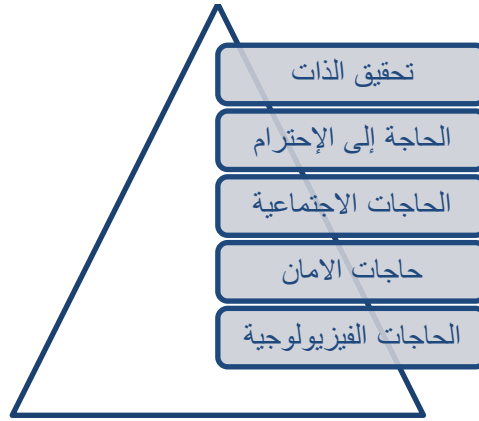 تحقيق الذات
الحاجة إلى الإحترام
الحاجات الاجتماعية
حاجات الامان
الحاجات الفيزيولوجية